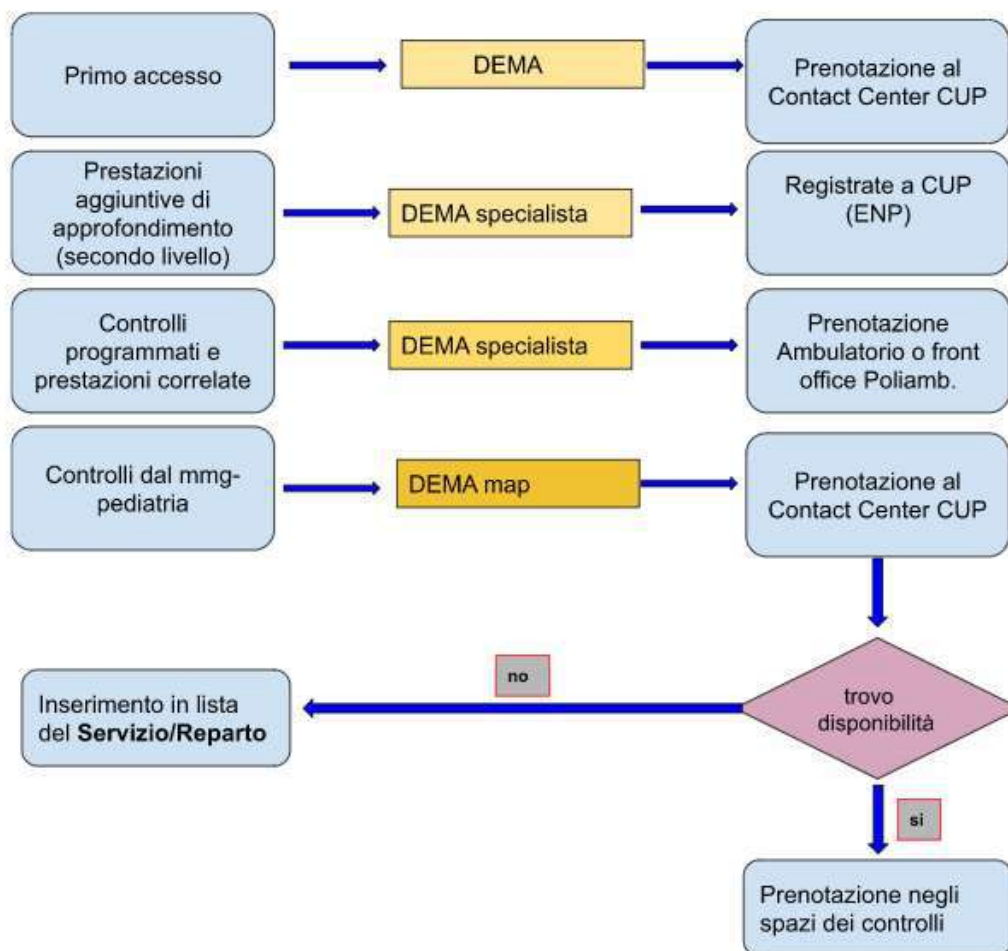 Primo accesso
DEMA
Prenotazione al
Contact Center CUP
Prestazioni
aggiuntive di
approfondimento
(secondo livello)
DEMA specialista
Registrate a CUP
(ENP)
Controlli
programmati e
prestazioni correlate
DEMA specialista
Prenotazione
Ambulatorio o front
office Poliamb.
Controlli dal mmg-
pediatria
DEMA map
Prenotazione al
Contact Center CUP
trovo
disponibilità
no
Inserimento in lista
del Servizio/Reparto
si
Prenotazione negli
spazi dei controlli